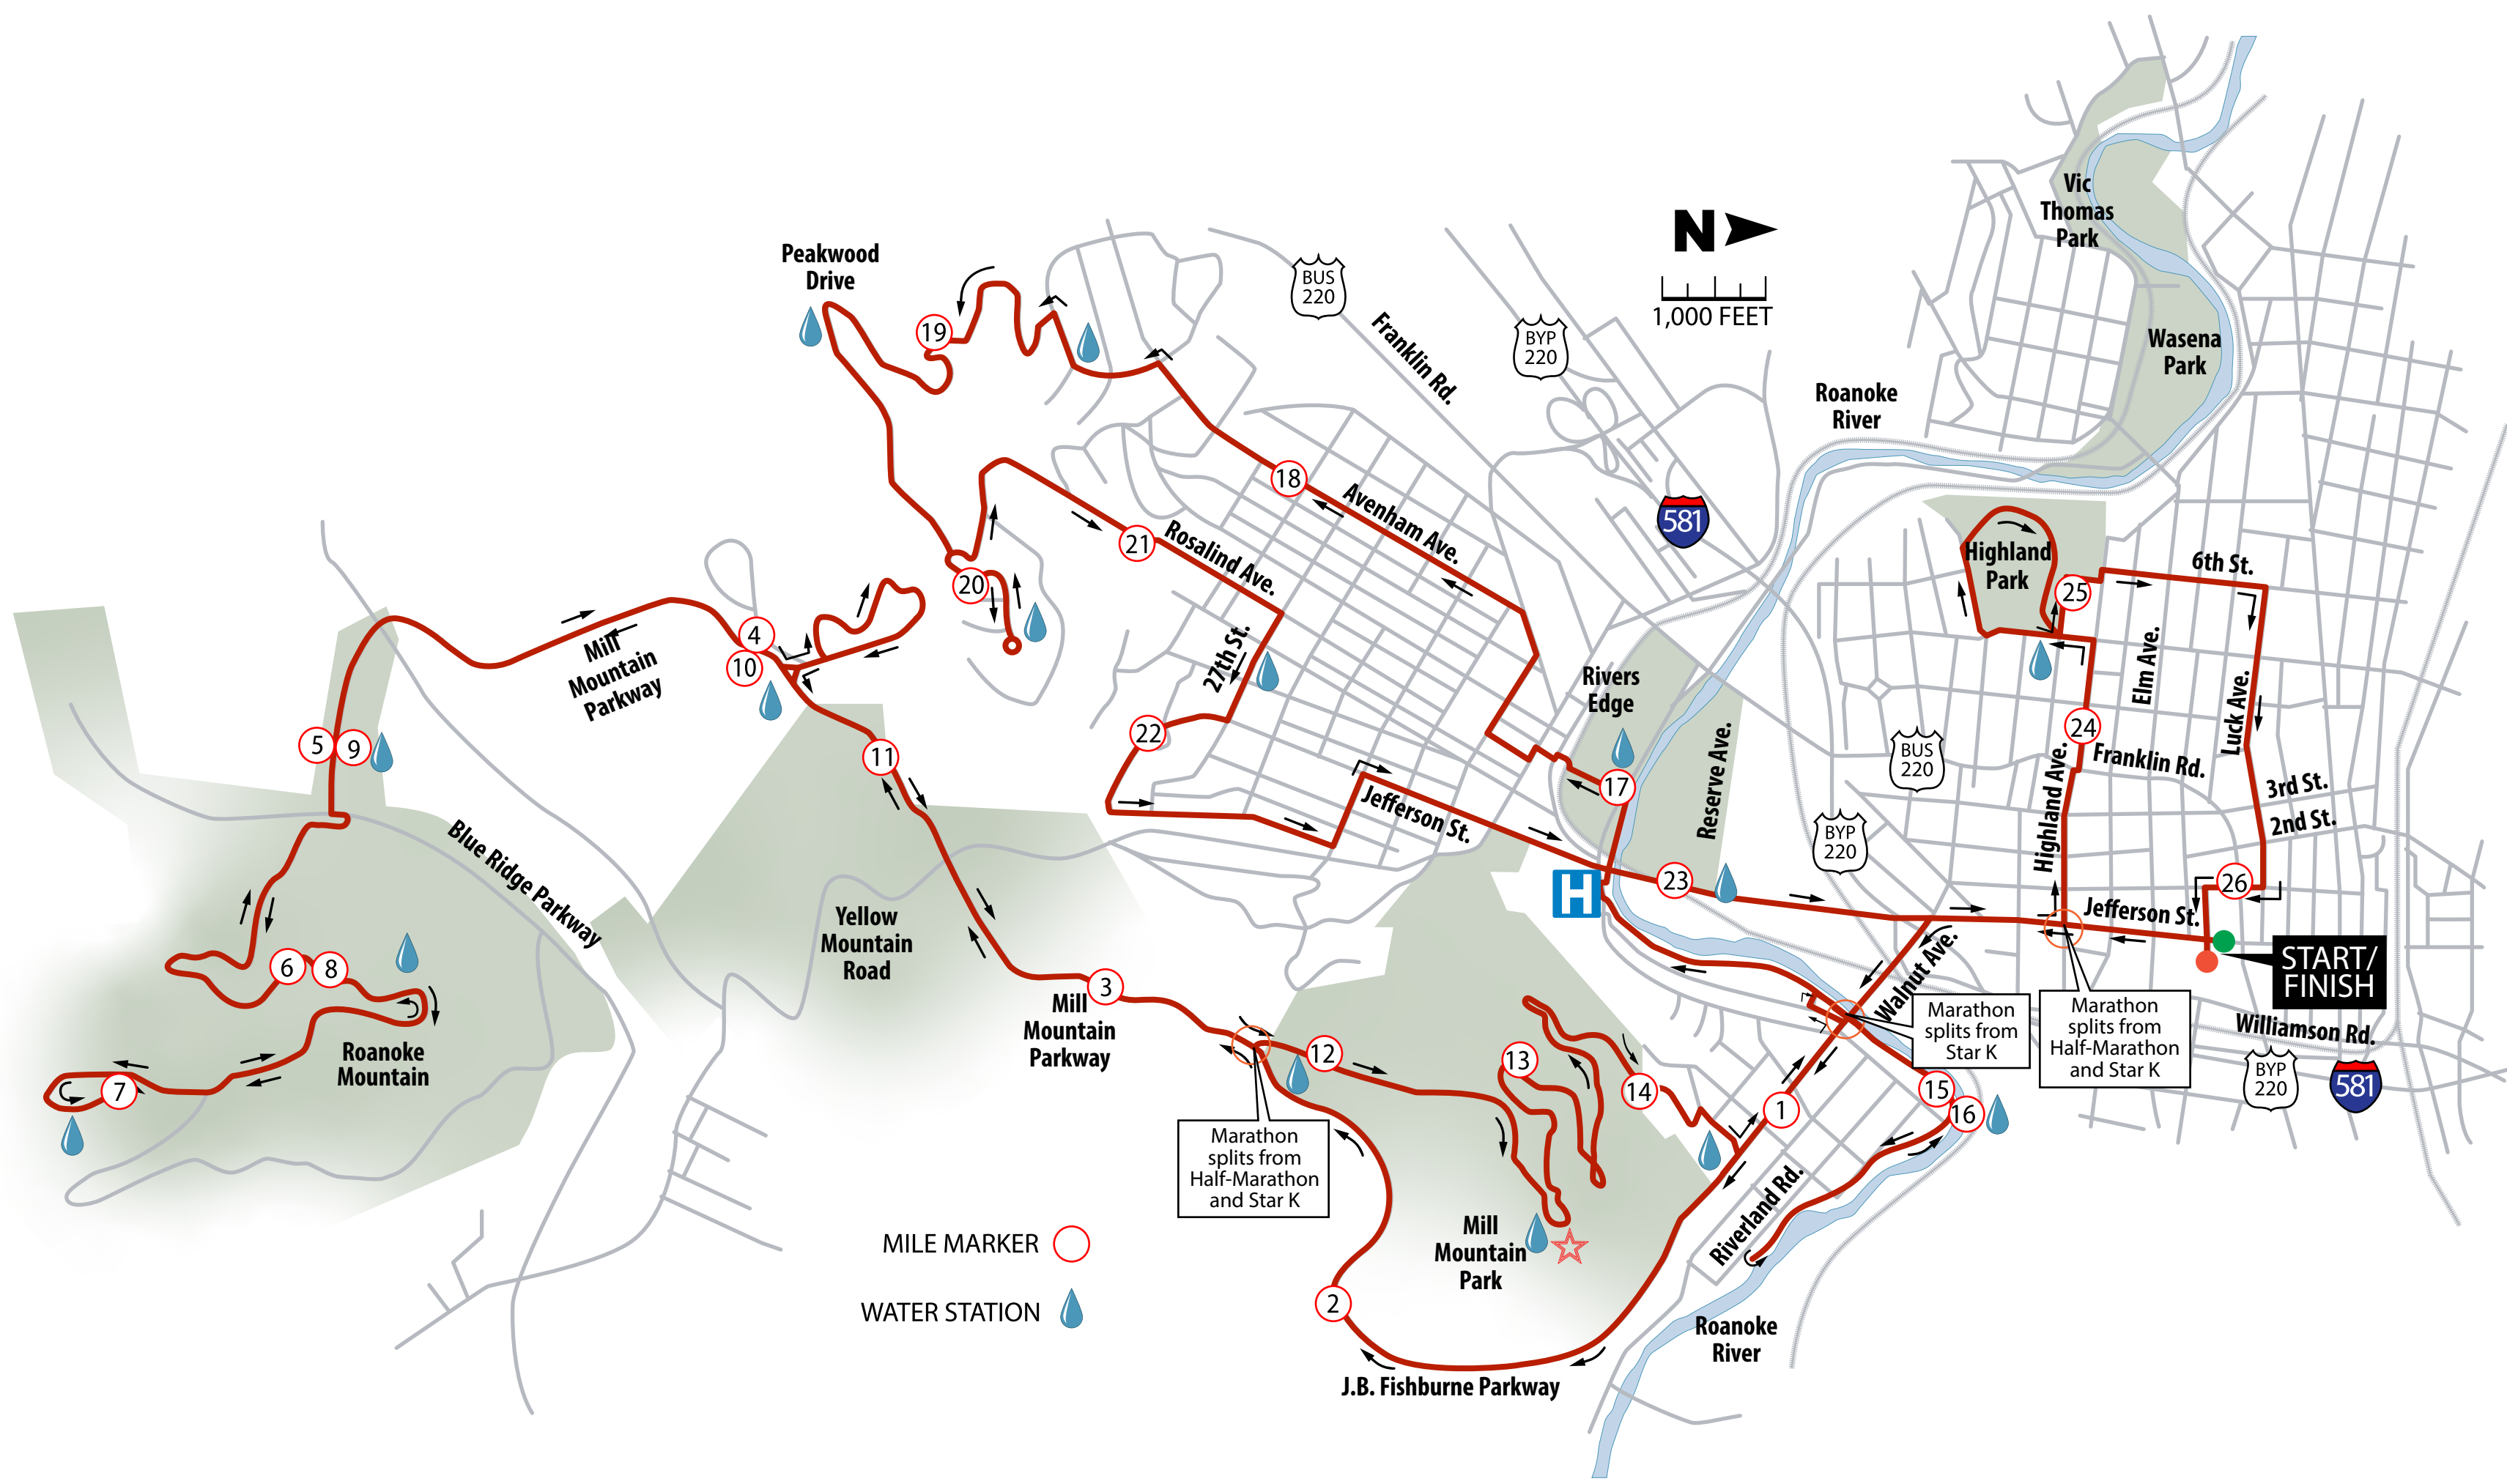 Vic
Thomas
Park
N
1,000 FEET
Peakwood
Drive
BUS
220
Franklin Rd.
BYP
220
Wasena
Park
Roanoke
River
19
18
Avenham Ave.
581
21
Rosalind Ave.
Highland
Park
6th St.
25
20
27th St.
4
10
Mill
Mountain
Parkway
Rivers
Edge
Elm Ave.
Luck Ave.
5
9
22
11
17
Reserve Ave.
BUS
220
24
Franklin Rd.
Highland Ave.
3rd St.
2nd St.
Jefferson St.
BYP
220
Blue Ridge Parkway
H
23
26
Jefferson St.
Yellow
Mountain
Road
Walnut Ave.
START/
FINISH
6
8
3
Mill
Mountain
Parkway
Marathon
splits from
Star K
Marathon
splits from
Half-Marathon
and Star K
Williamson Rd.
BYP
220
581
Roanoke
Mountain
7
12
13
14
1
15
16
Marathon
splits from
Half-Marathon
and Star K
Riverland Rd.
Mill
Mountain
Park
2
MILE MARKER
WATER STATION
Roanoke
River
J.B. Fishburne Parkway